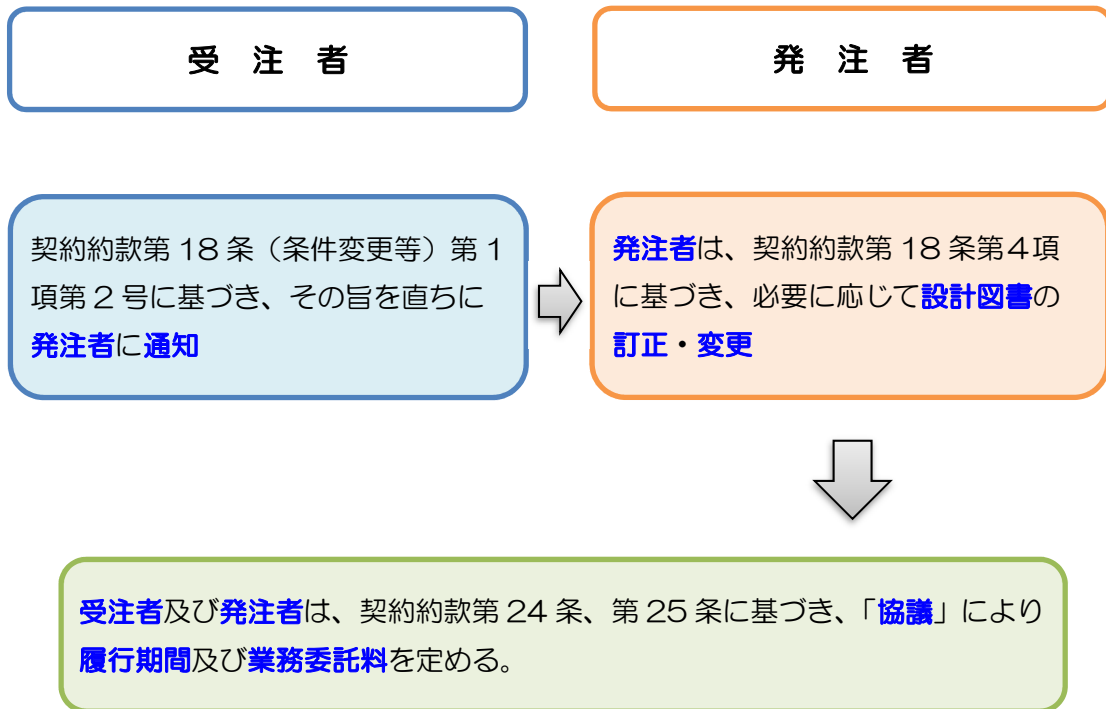 受 注 者
発 注 者
契約約款第 18 条（条件変更等）第 1
項第 2 号に基づき、その旨を直ちに
発注者に通知
発注者は、契約約款第 18 条第４項
に基づき、必要に応じて設計図書の
訂正・変更
受注者及び発注者は、契約約款第 24 条、第 25 条に基づき、「協議」により
履行期間及び業務委託料を定める。